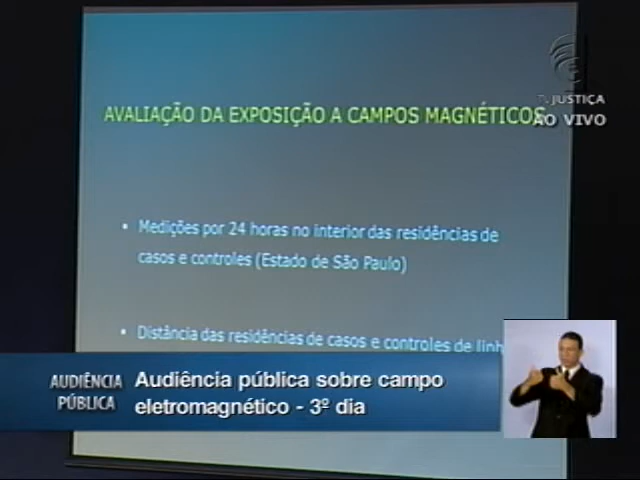 TV JUSTIÇA
AO VIVO
AVALIAÇÃO DA EXPOSIÇÃO A CAMPOS MAGNÉTICOS
• Medições por 24 horas no interior das residências de
casos e controles (Estado de São Paulo)
• Distância das residências de casos e controles de
AUDIÊNCIA
PÚBLICA
Audiência pública sobre campo
eletromagnético - 3º dia